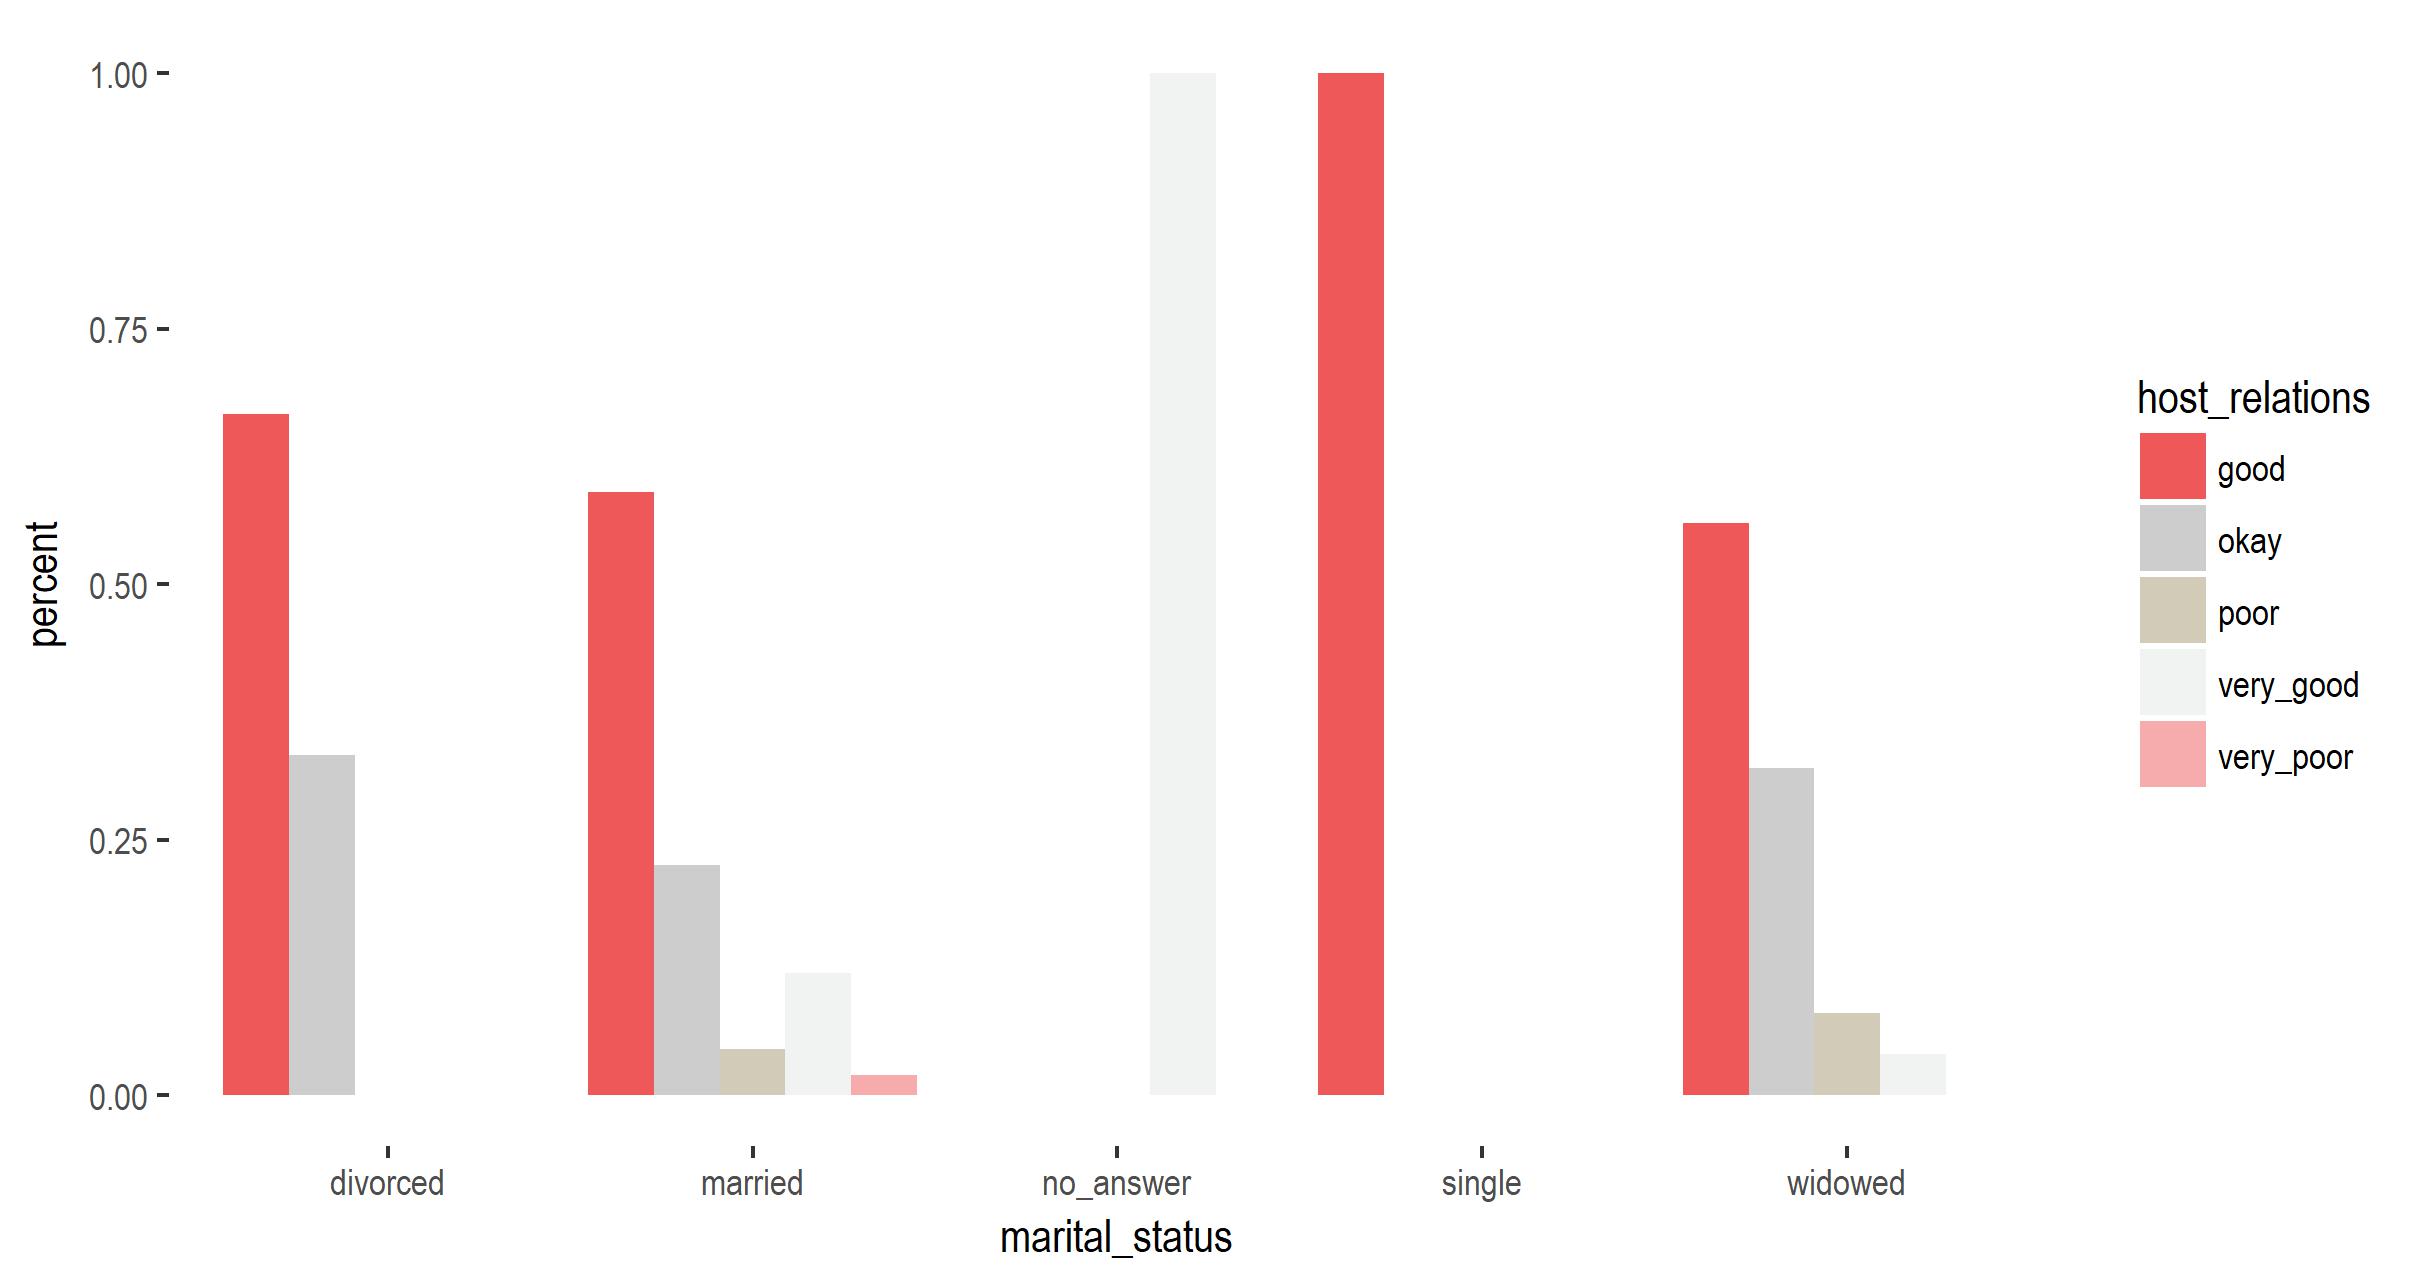 1.00
0.75
0.50
0.25
0.00
percent
divorced married no_answer single widowed
marital_status
host_relations
good
okay
poor
very_good
very_poor